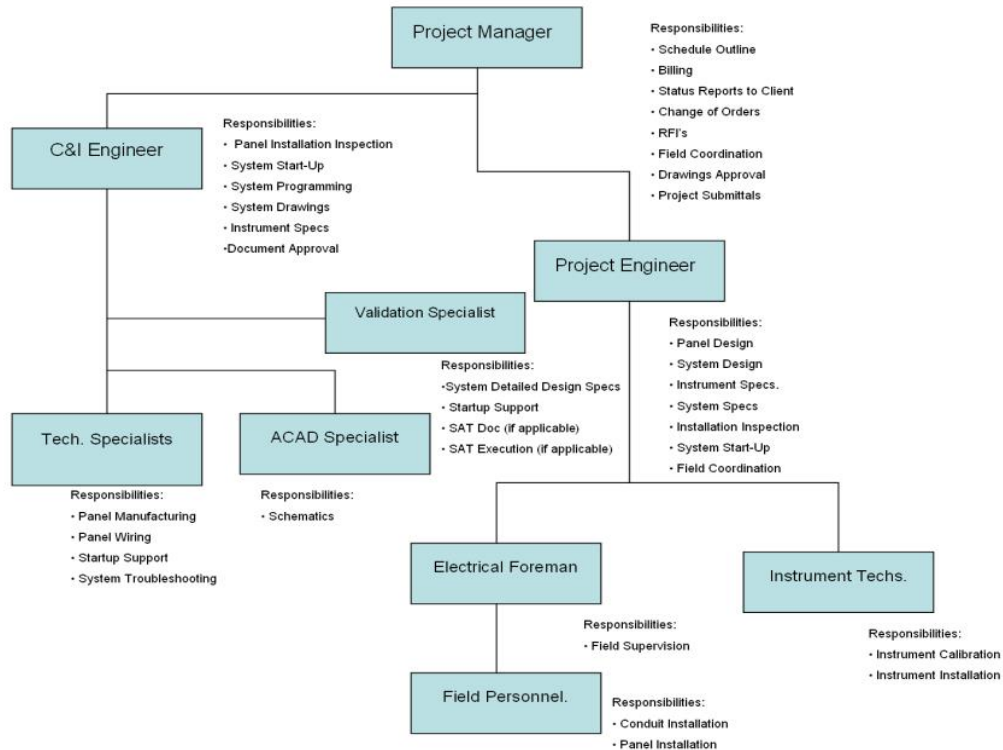 Project Manager
Responsibilities:
• Schedule Outline
• Billing
• Status Reports to Client
• Change of Orders
• RFI's
• Field Coordination
• Drawings Approval
• Project Submittals
C&I Engineer
Responsibilities:
• Panel Installation Inspection
• System Start-Up
• System Programming
• System Drawings
• Instrument Specs
•Document Approval
Project Engineer
Responsibilities:
• Panel Design
• System Design
• Instrument Specs.
• System Specs
• Installation Inspection
• System Start-Up
• Field Coordination
Validation Specialist
Responsibilities:
•System Detailed Design Specs
• Startup Support
• SAT Doc (if applicable)
• SAT Execution (if applicable)
Tech. Specialists
Responsibilities:
• Panel Manufacturing
• Panel Wiring
• Startup Support
• System Troubleshooting
ACAD Specialist
Responsibilities:
• Schematics
Electrical Foreman
Responsibilities:
• Field Supervision
Instrument Techs.
Responsibilities:
• Instrument Calibration
• Instrument Installation
Field Personnel.
Responsibilities:
• Conduit Installation
• Panel Installation